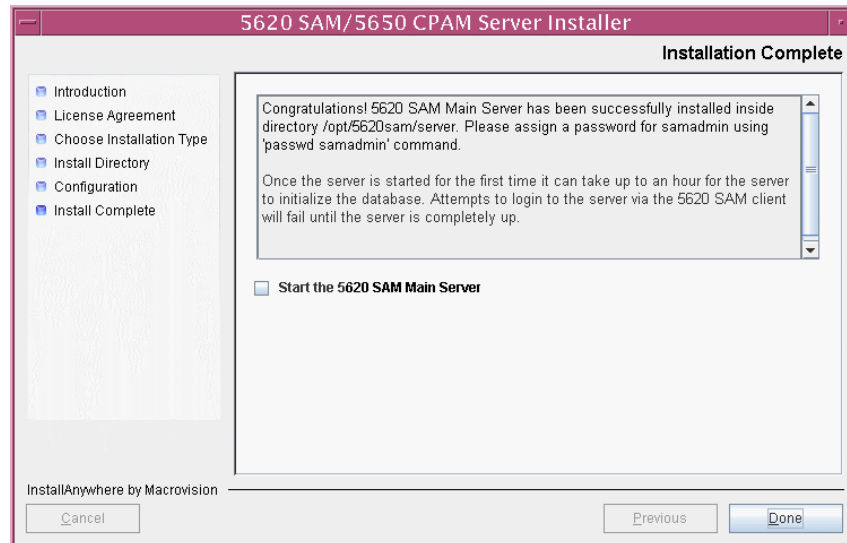 5620 SAM/5650 CPAM Server Installer
Installation Complete
Introduction
License Agreement
Choose Installation Type
Install Directory
Configuration
Install Complete
Congratulations! 5620 SAM Main Server has been successfully installed inside
directory /opt/5620sam/server. Please assign a password for samadmin using
'passwd samadmin' command.
Once the server is started for the first time it can take up to an hour for the server
to initialize the database. Attempts to login to the server via the 5620 SAM client
will fail until the server is completely up.
Start the 5620 SAM Main Server
InstallAnywhere by Macrovision
Cancel
Previous
Done